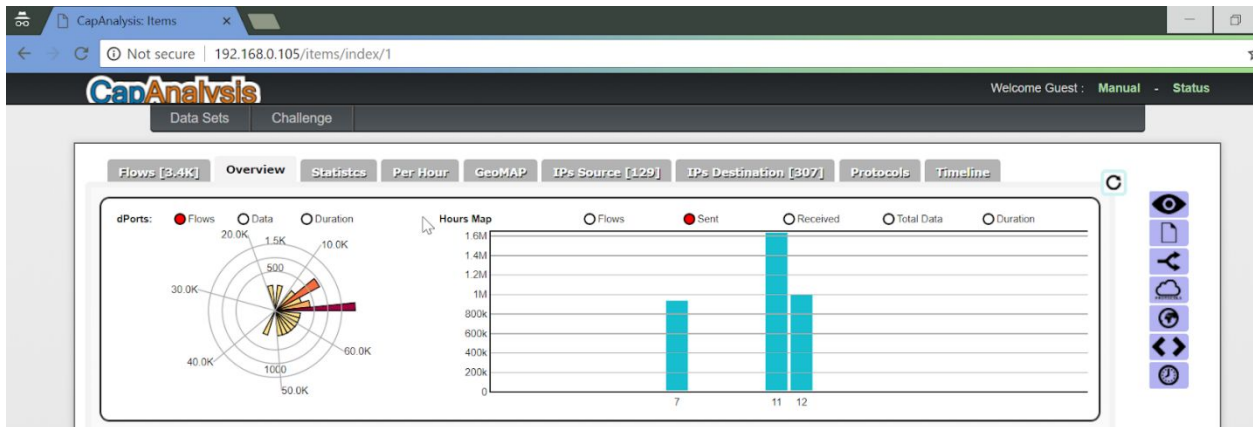 CapAnalysis: Items
Not secure | 192.168.0.105/items/index/1
CapAnalysis
Welcome Guest : Manual - Status
Data Sets Challenge
Flows [3.4K] Overview Statistcs Per Hour GeoMAP IPs Source [129] IPs Destination [307] Protocols Timeline
dPorts: Flows Data Duration
Hours Map Flows Sent Received Total Data Duration
20.0K 1.5K 10.0K
500
30.0K
60.0K
40.0K
1000
50.0K
1.6M
1.4M
1.2M
1M
800k
600k
400k
200k
0
7 11 12